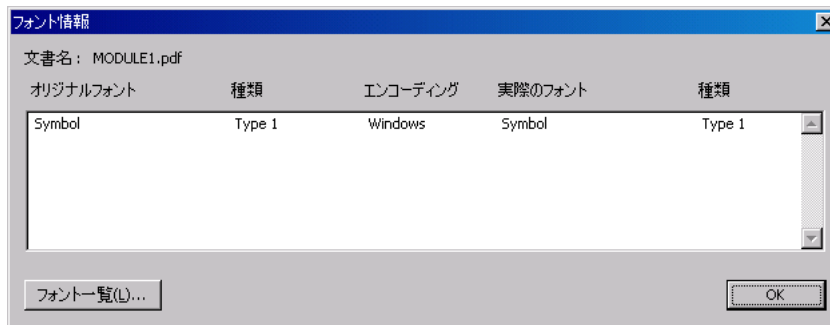 フォント情報
文書名： MODULE1.pdf
オリジナルフォント 種類 エンコーディング 実際のフォント 種類
Symbol Type 1 Windows Symbol Type 1
フォント一覧(L)... OK